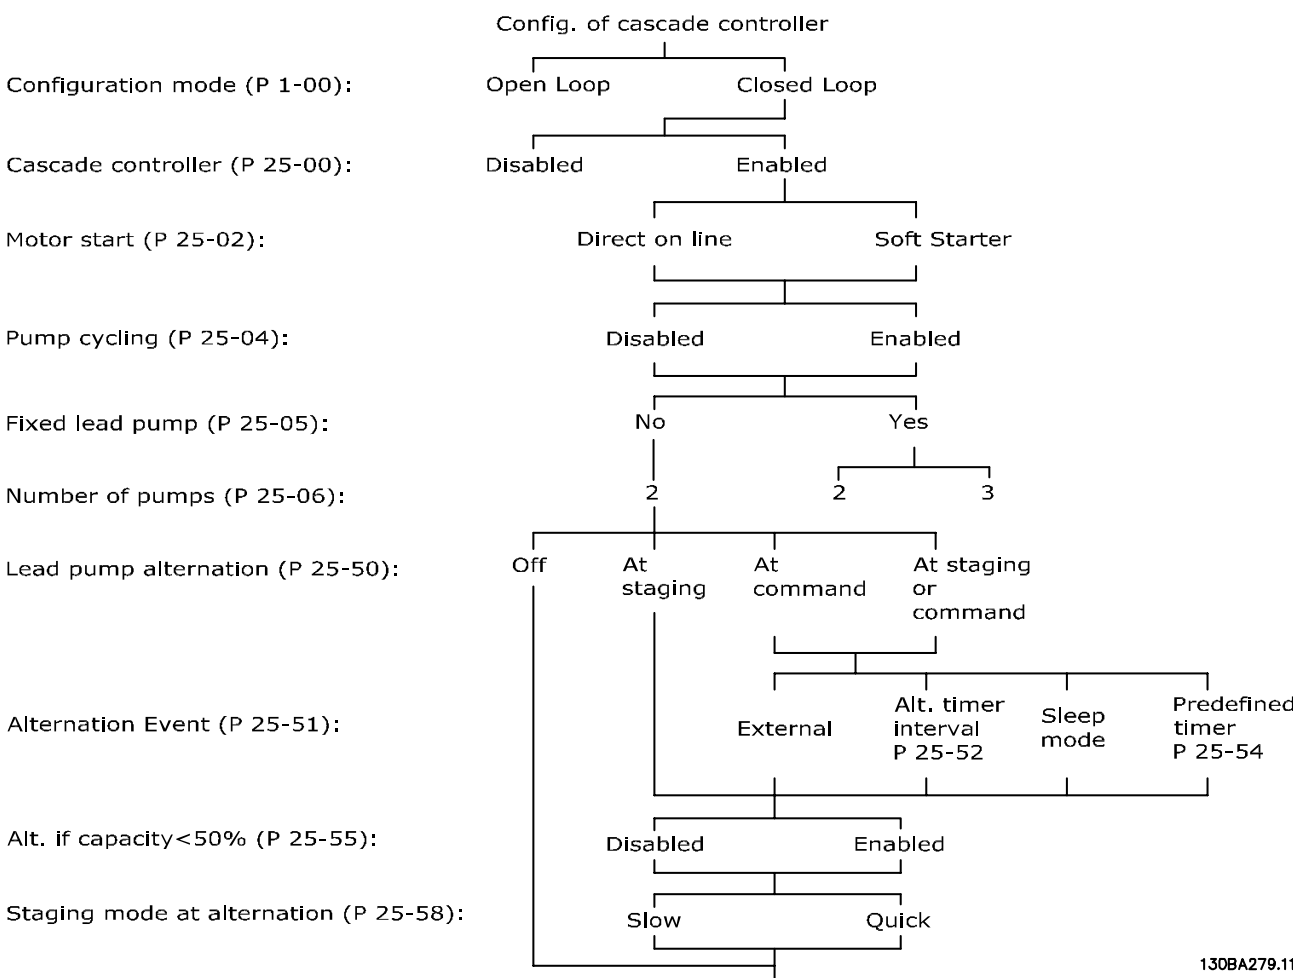 Config. of cascade controller
Configuration mode (P 1-00): Open Loop Closed Loop
Cascade controller (P 25-00): Disabled Enabled
Motor start (P 25-02): Direct on line Soft Starter
Pump cycling (P 25-04): Disabled Enabled
Fixed lead pump (P 25-05): No Yes
Number of pumps (P 25-06): 2 2 3
Lead pump alternation (P 25-50): Off
At
staging
At
command
At staging
or
command
Alternation Event (P 25-51): External
Alt. timer
interval
P 25-52
Sleep
mode
Predefined
timer
P 25-54
Alt. if capacity<50% (P 25-55): Disabled Enabled
Staging mode at alternation (P 25-58): Slow Quick
130BA279.11